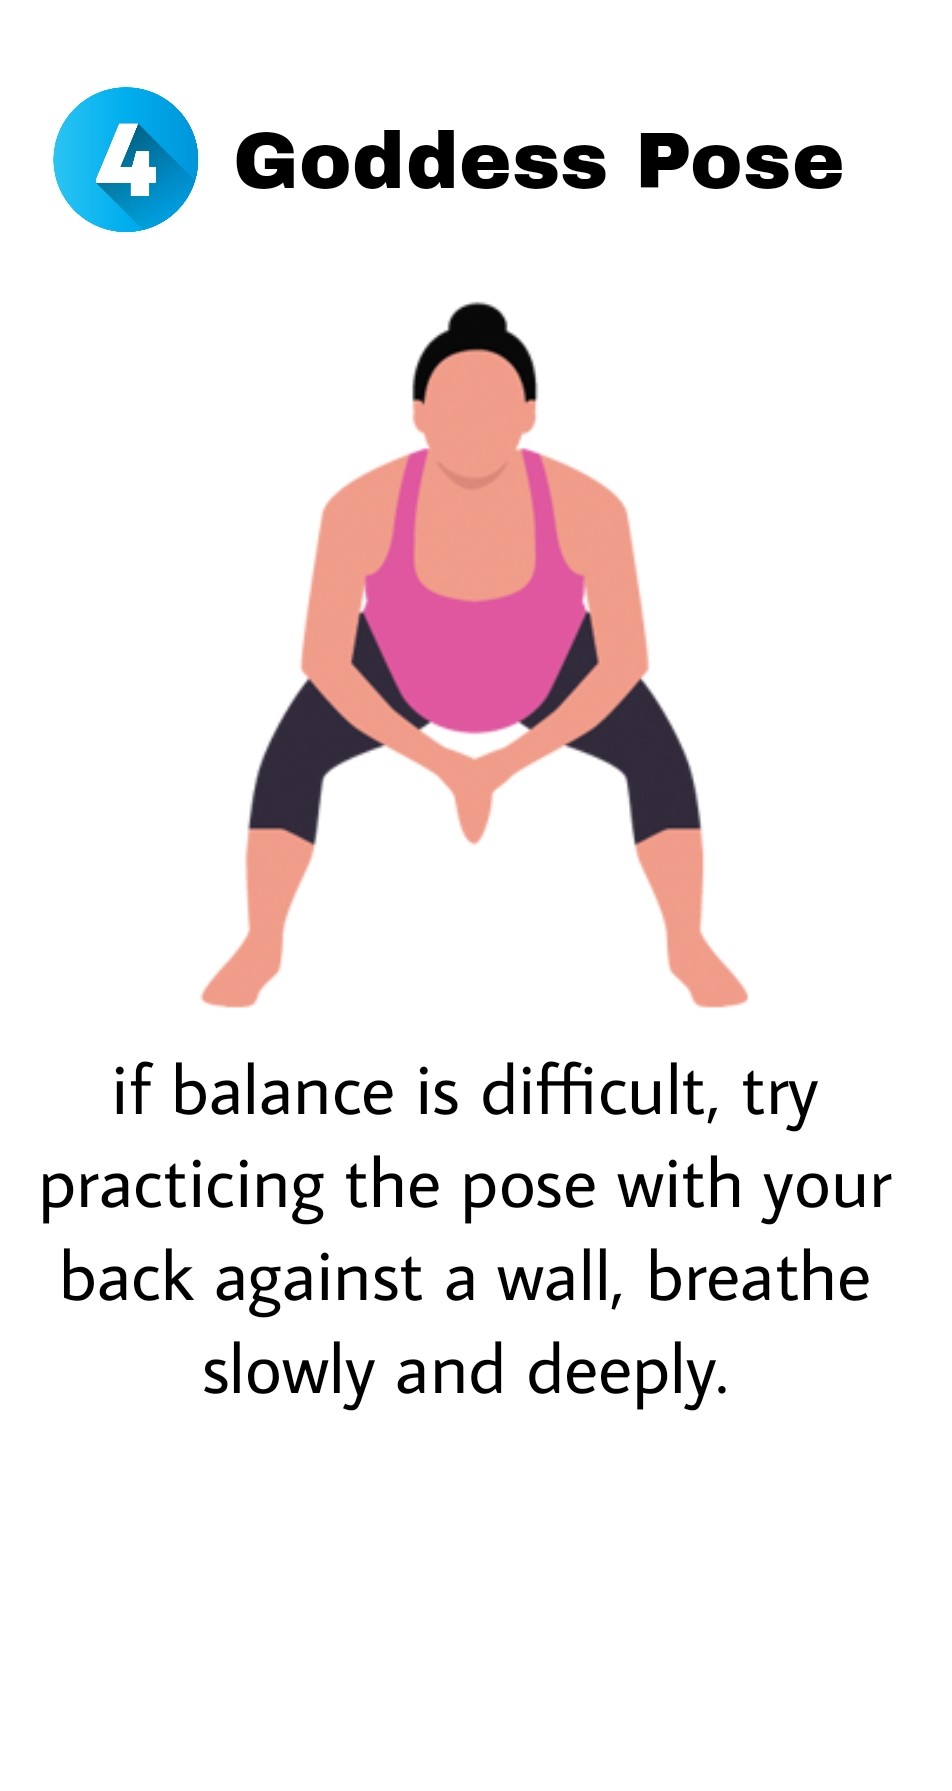 4 Goddess Pose
if balance is difficult, try
practicing the pose with your
back against a wall, breathe
slowly and deeply.